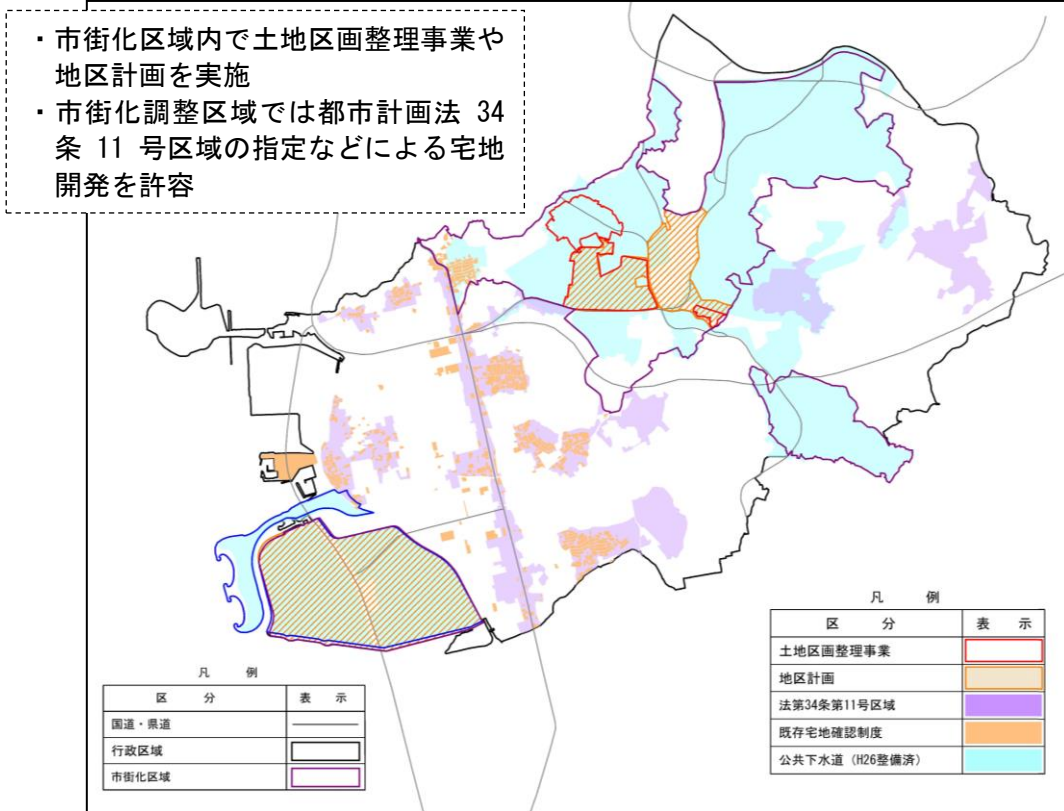 ・市街化区域内で土地区画整理事業や
地区計画を実施
・市街化調整区域では都市計画法 34
条 11 号区域の指定などによる宅地
開発を許容
凡 例
区 分 表 示
国道・県道
行政区域
市街化区域
凡 例
区 分 表 示
土地区画整理事業
地区計画
法第34条第11号区域
既存宅地確認制度
公共下水道（H26整備済）